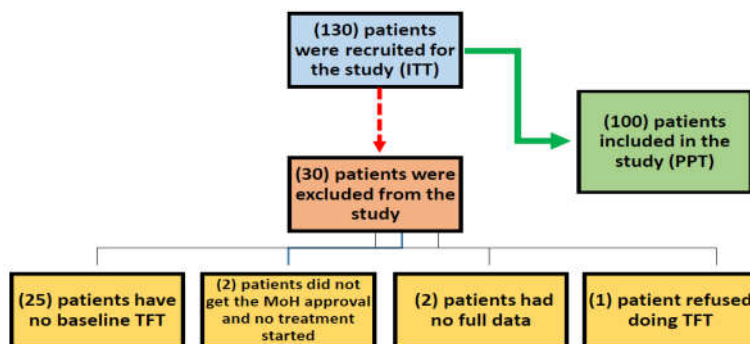 (130) patients
were recruited for
the study (ITT)
(100) patients
included in the
study (PPT)
(30) patients were
excluded from the
study
(25) patients have
no baseline TFT
(2) patients did not
get the MoH approval
and no treatment
started
(2) patients had
no full data
(1) patient refused
doing TFT